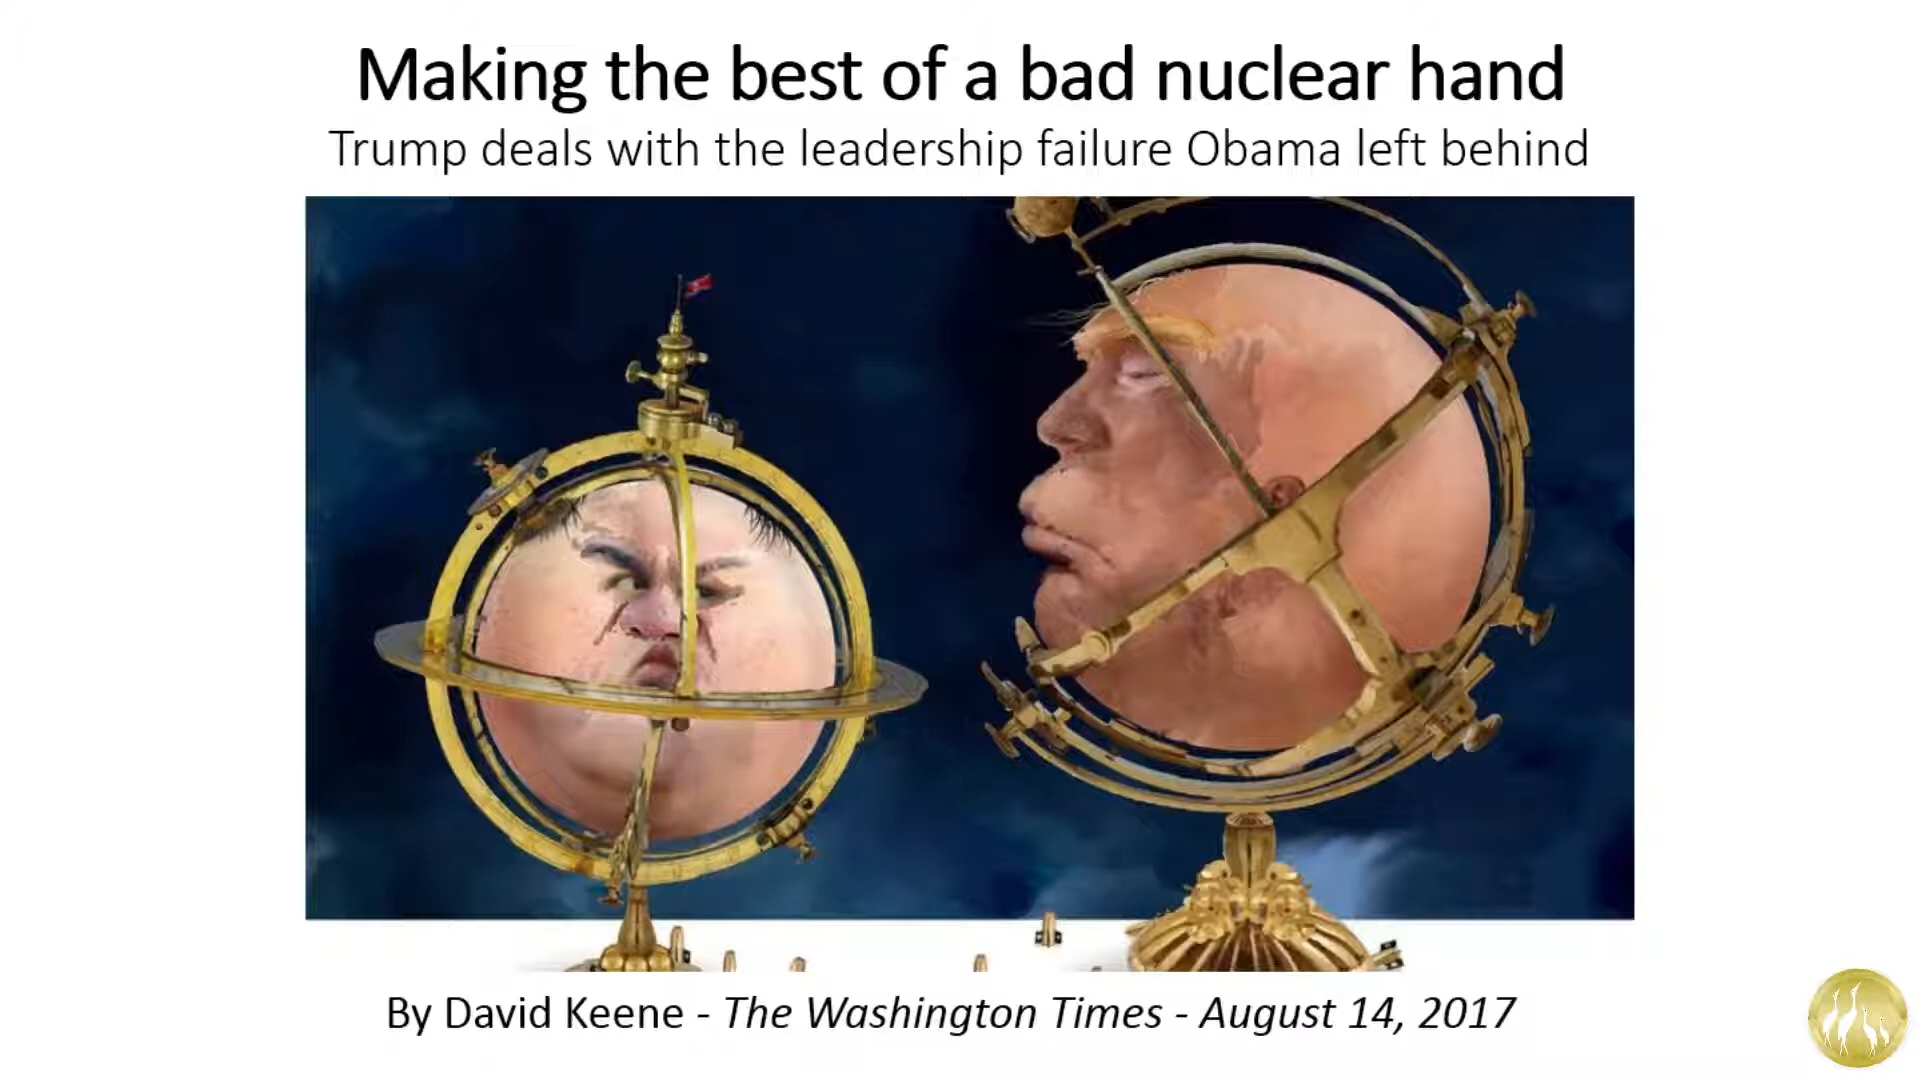 Making the best of a bad nuclear hand
Trump deals with the leadership failure Obama left behind
By David Keene - The Washington Times - August 14, 2017